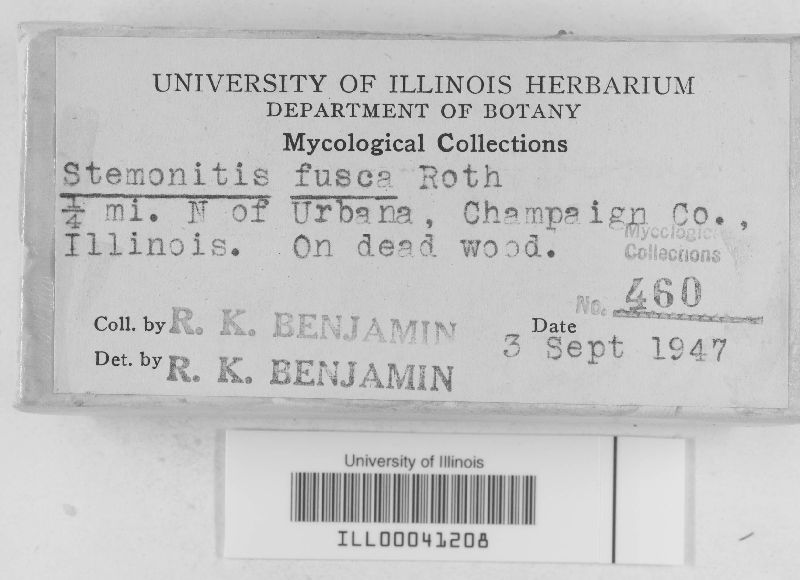 UNIVERSITY OF ILLINOIS HERBARIUM
DEPARTMENT OF BOTANY
Mycological Collections
Stemonitis fusca Roth
¼ mi. N of Urbana, Champaign Co.,
Illinois. On dead wood.
Mycological
Collections
No. 460
Coll. by R. K. BENJAMIN
Date
3 Sept 1947
Det. by R. K. BENJAMIN
University of Illinois
ILL00041208